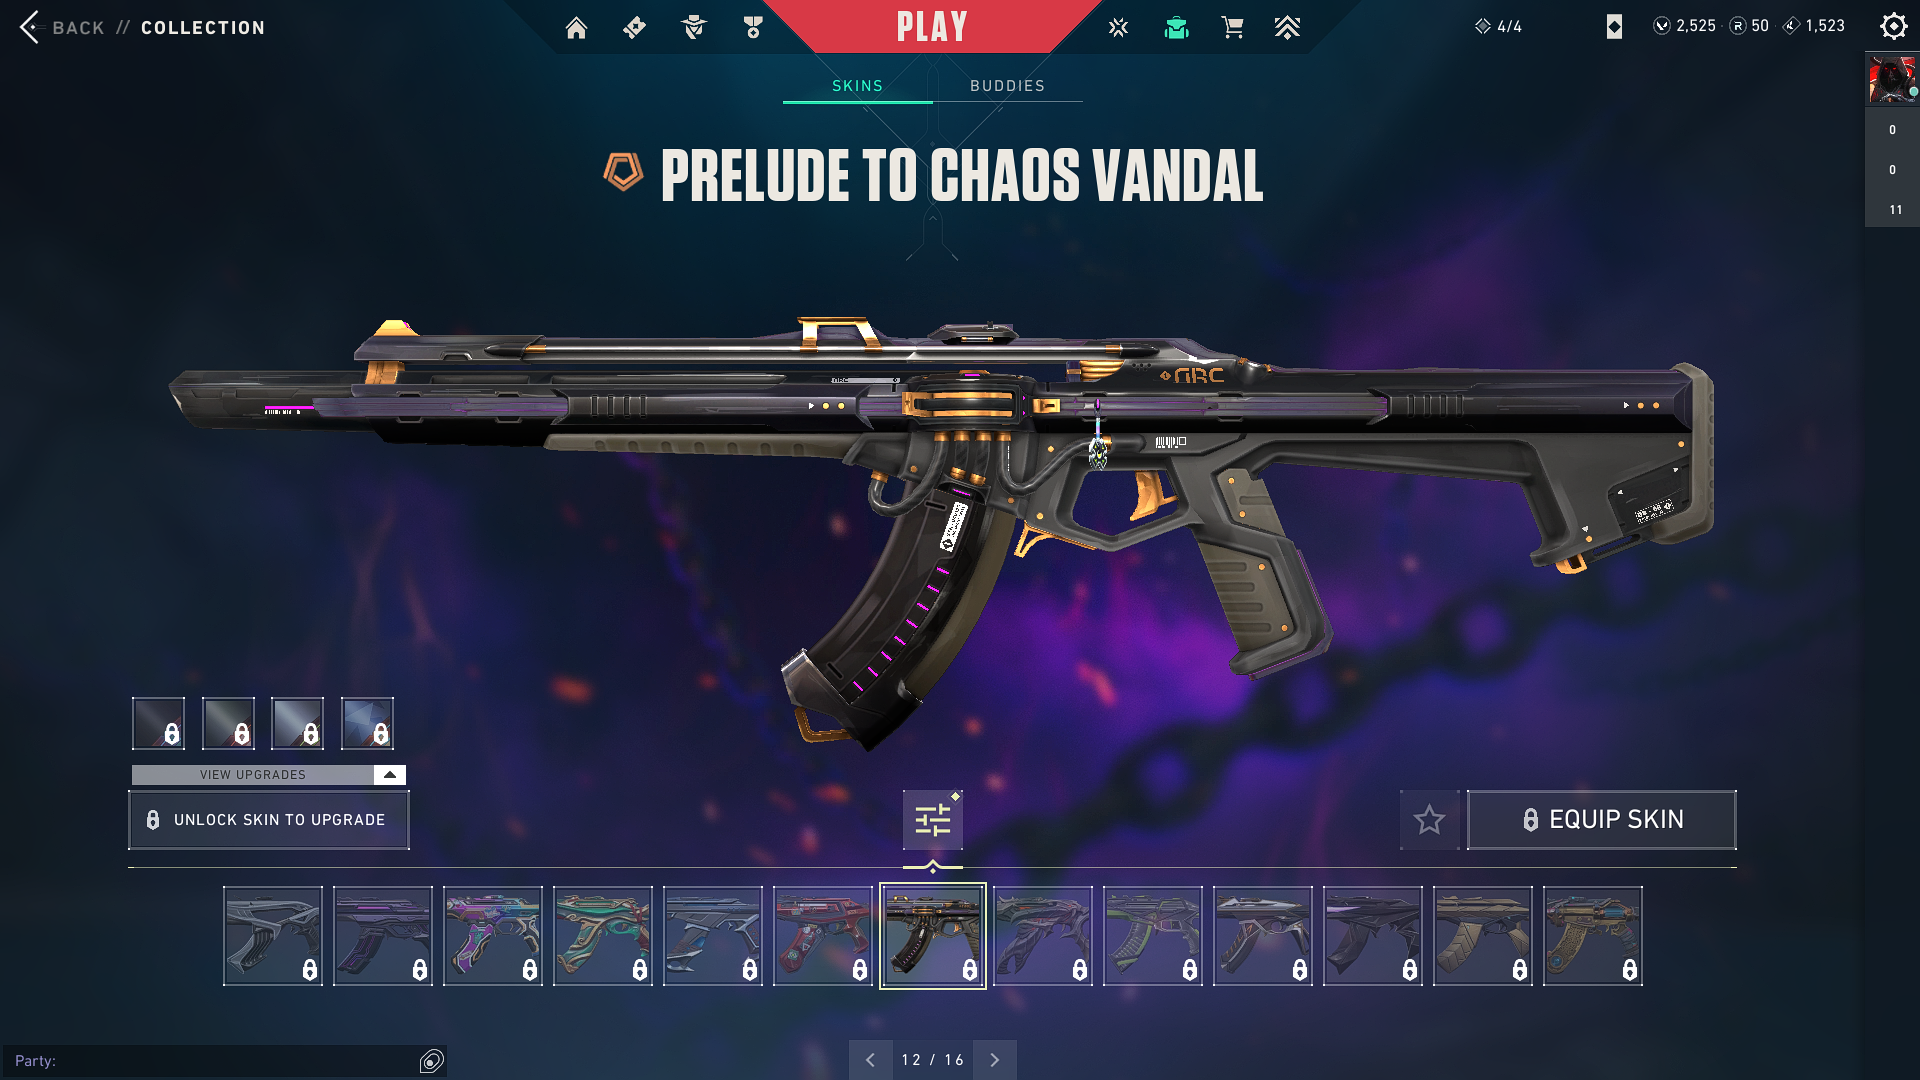 BACK // COLLECTION
PLAY
4/4
2,525
50
1,523
SKINS
BUDDIES
0
0
11
PRELUDE TO CHAOS VANDAL
VIEW UPGRADES
UNLOCK SKIN TO UPGRADE
EQUIP SKIN
Party:
12 / 16